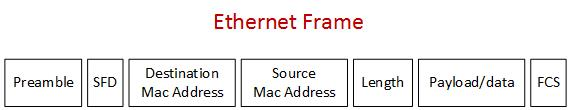 Ethernet Frame
Preamble
SFD
Destination
Mac Address
Source
Mac Address
Length
Payload/data
FCS